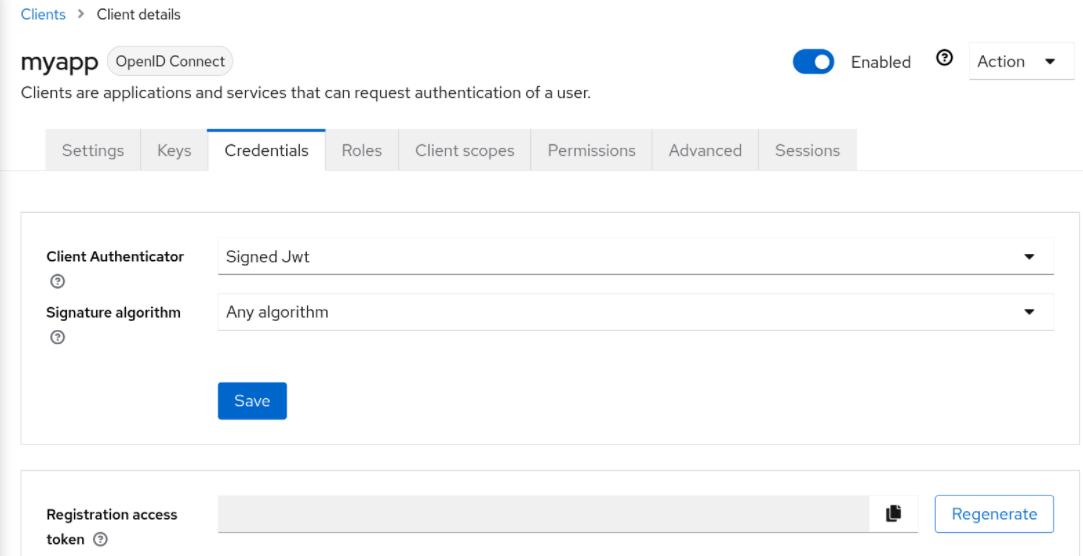 Clients > Client details
myapp OpenID Connect Enabled Action
Clients are applications and services that can request authentication of a user.
Settings Keys Credentials Roles Client scopes Permissions Advanced Sessions
Client Authenticator Signed Jwt
Signature algorithm Any algorithm
Save
Registration access token Regenerate